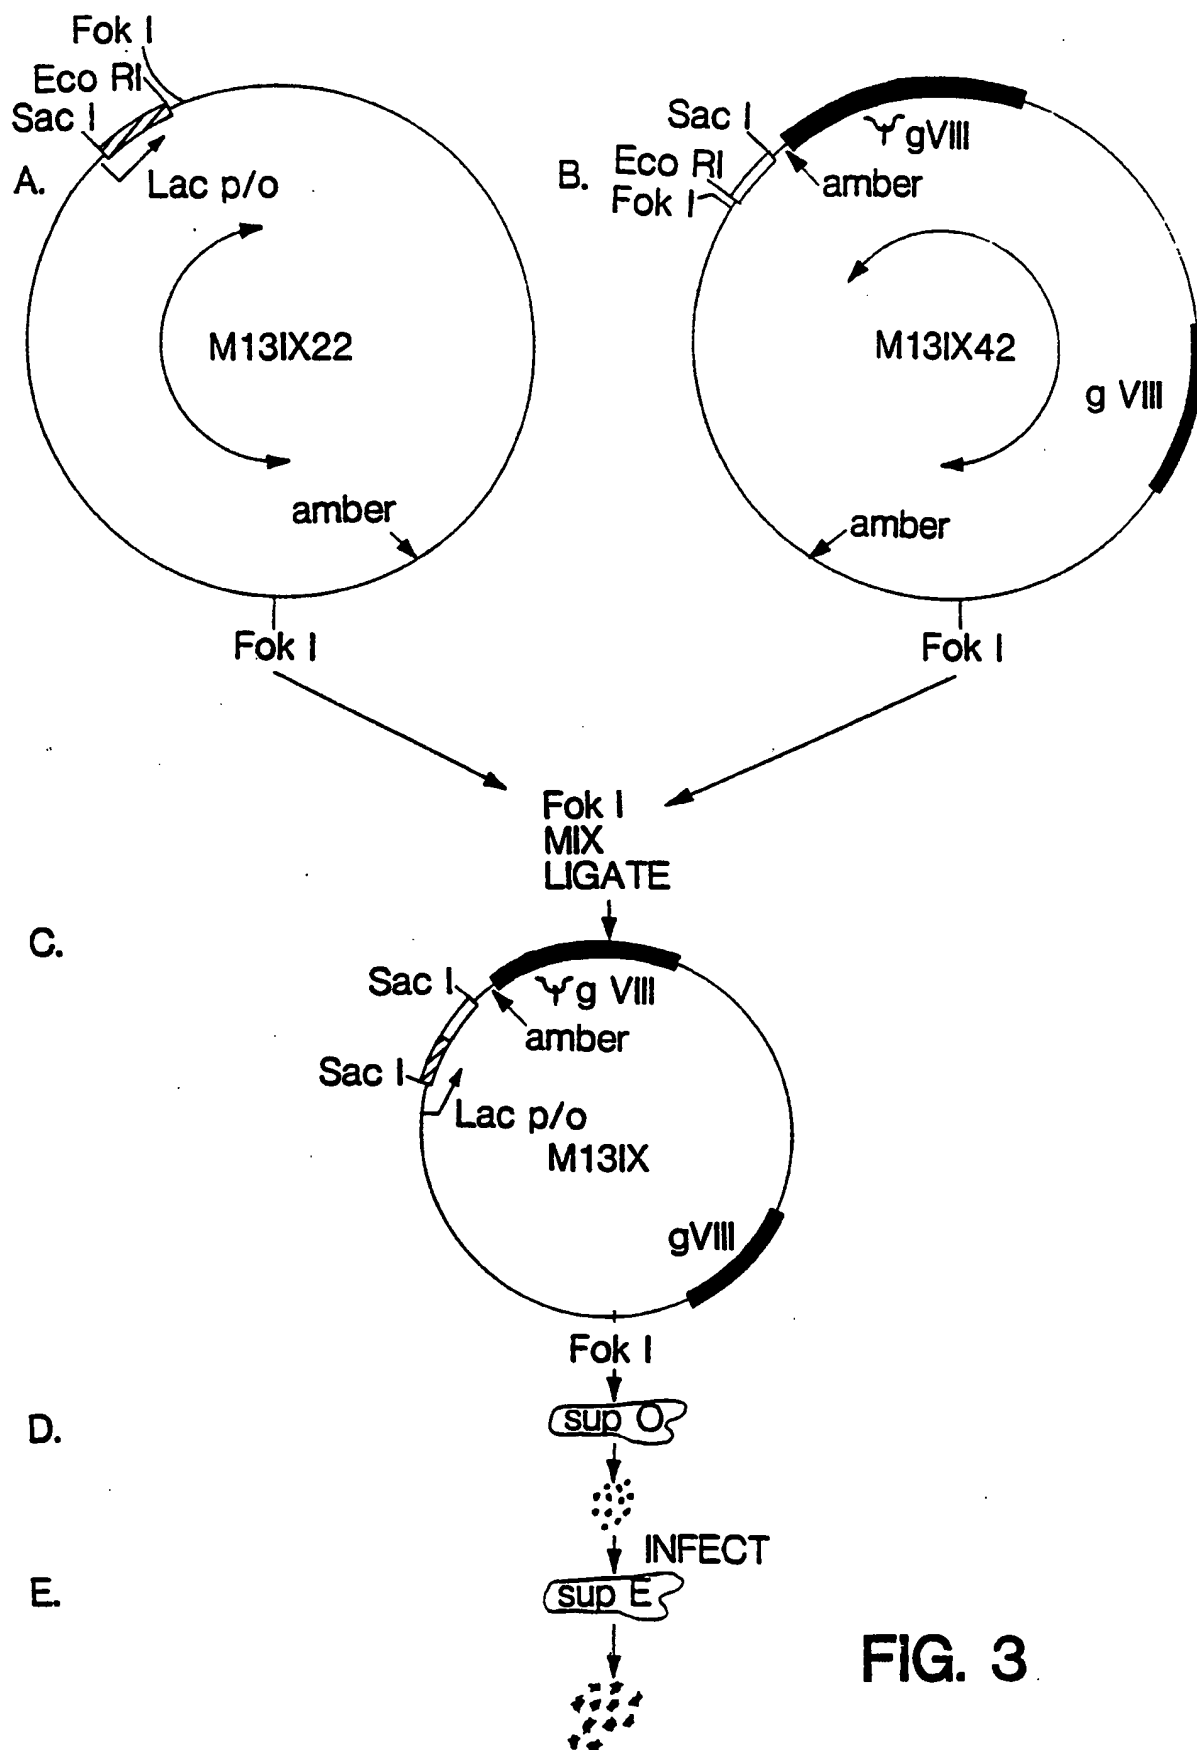 A.
Fok I
Eco RI
Sac I
Lac p/o
M13IX22
amber
Fok I
B.
Sac I
Eco RI
Fok I
ΨgVIII
amber
M13IX42
g VIII
amber
Fok I
Fok I
MIX
LIGATE
C.
Sac I
Ψg VIII
amber
Sac I
Lac p/o
M13IX
gVIII
Fok I
D.
sup O
INFECT
E.
sup E
FIG. 3